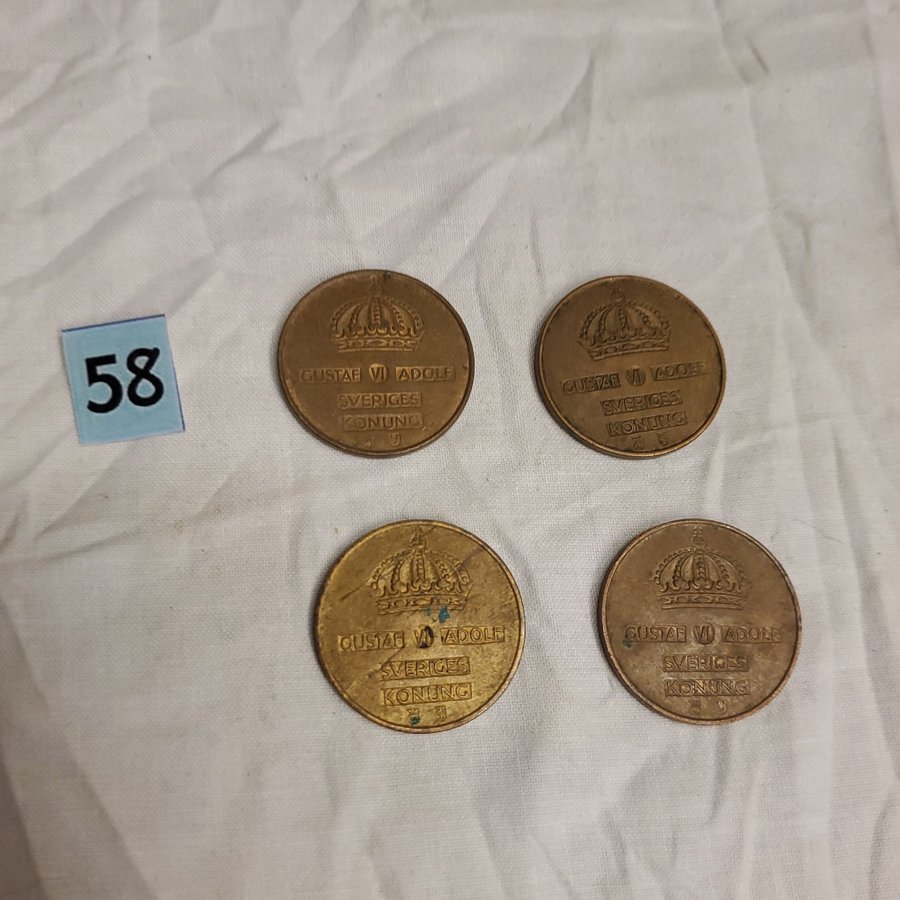 58
GUSTAF VI ADOLF
SVERIGES
KONUNG
U
GUSTAF VI ADOLF
SVERIGES
KONUNG
GUSTAF VI ADOLF
SVERIGES
KONUNG
GUSTAF VI ADOLF
SVERIGES
KONUNG
U